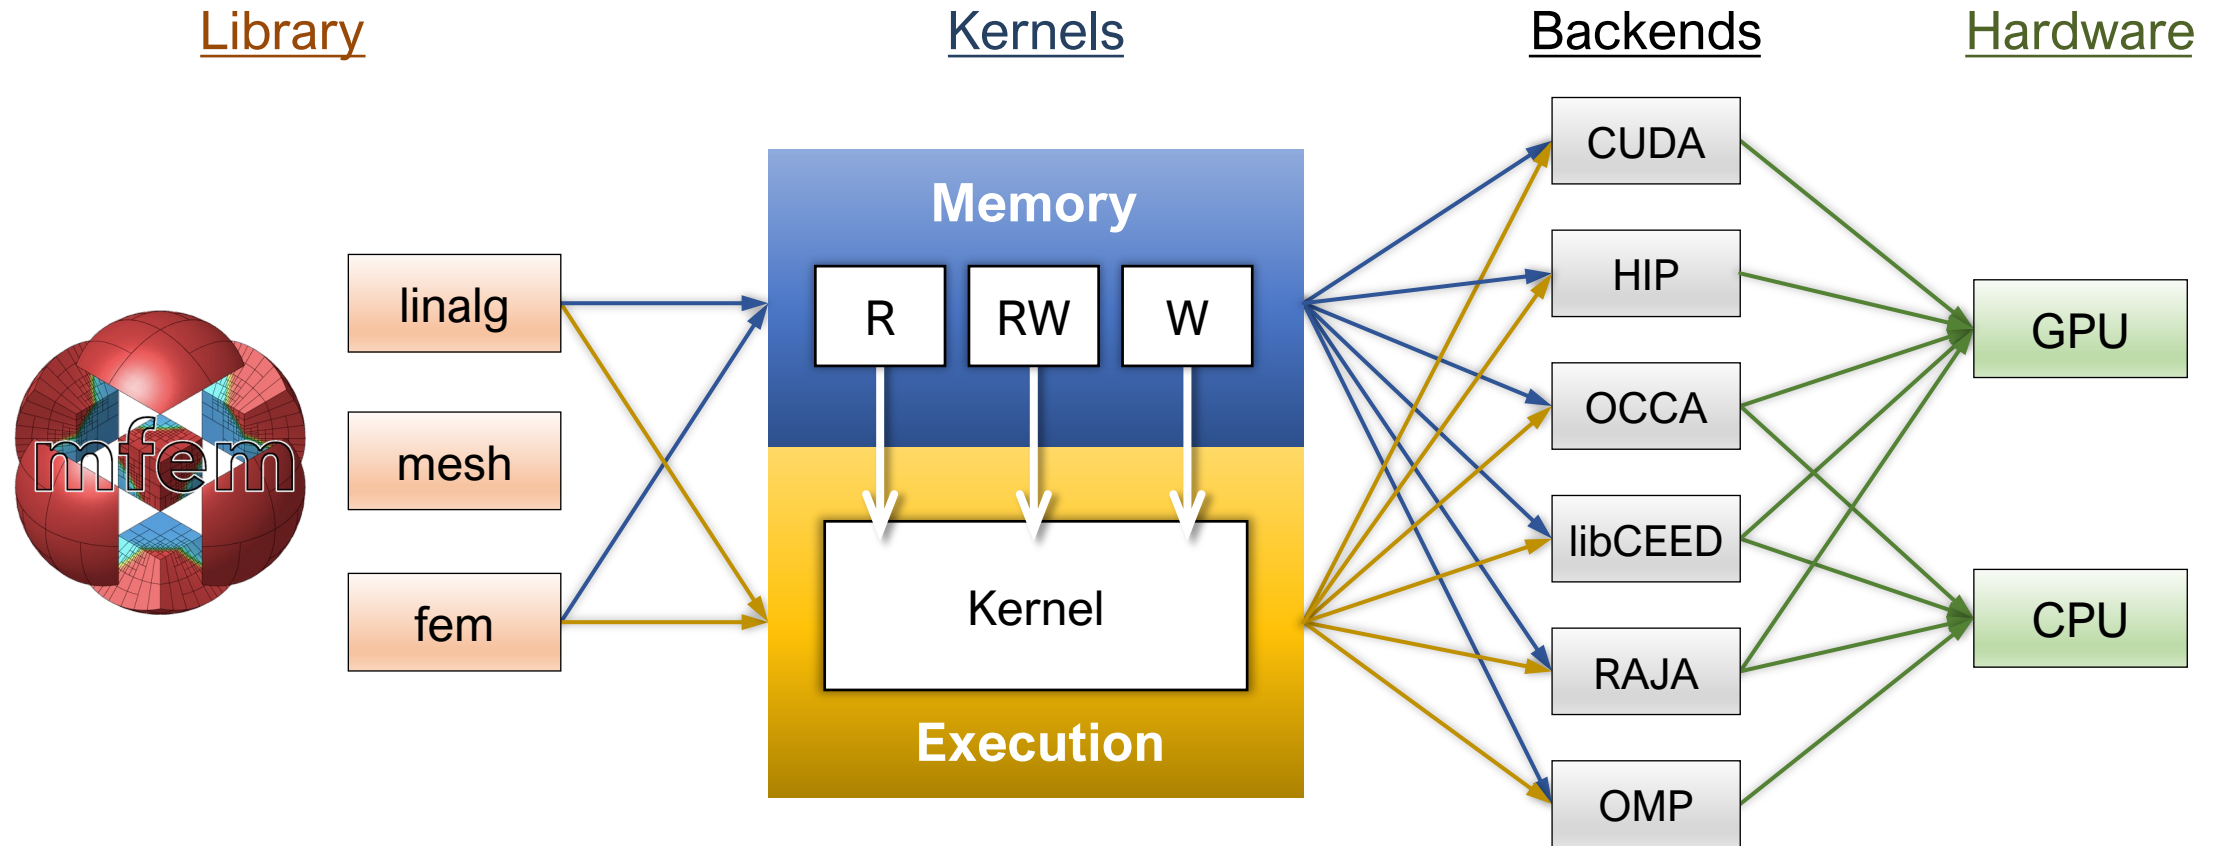 Library
Kernels
Backends
Hardware
mfem
linalg
mesh
fem
Memory
R
RW
W
Kernel
Execution
CUDA
HIP
OCCA
libCEED
RAJA
OMP
GPU
CPU